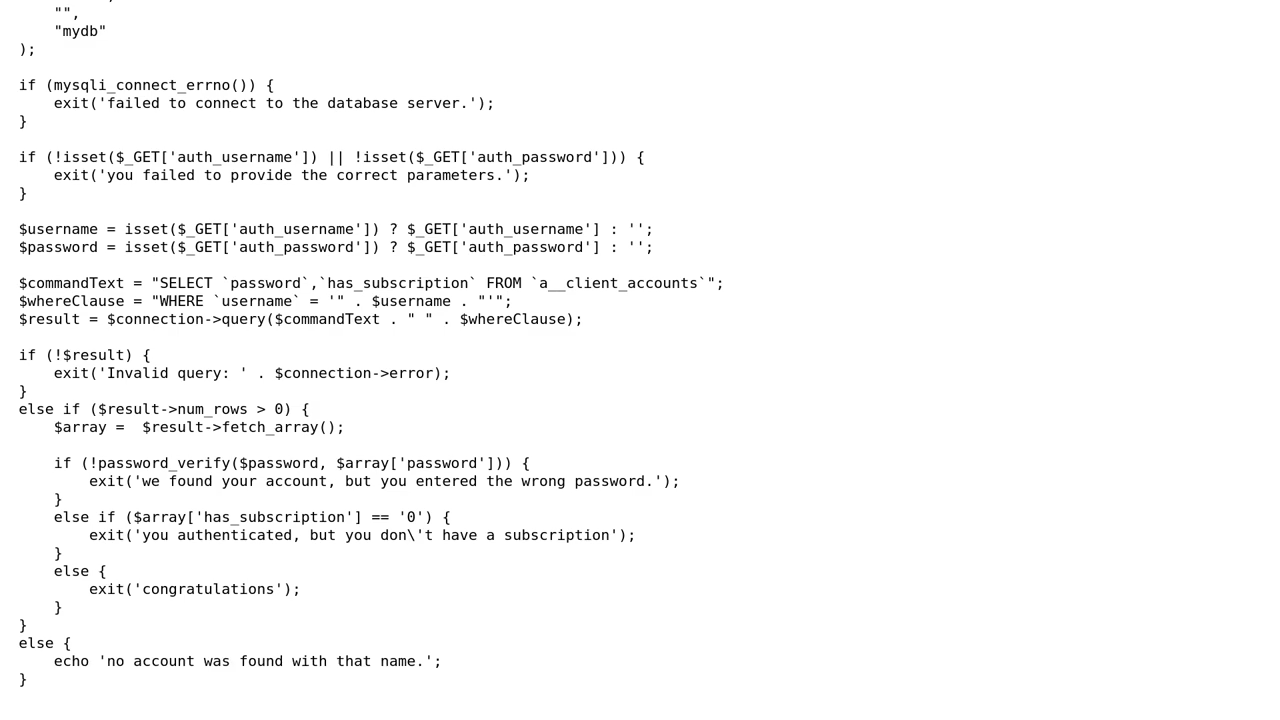 "",
"mydb"
);
if (mysqli_connect_errno()) {
exit('failed to connect to the database server.');
}
if (!isset($_GET['auth_username']) || !isset($_GET['auth_password'])) {
exit('you failed to provide the correct parameters.');
}
$username = isset($_GET['auth_username']) ? $_GET['auth_username'] : '';
$password = isset($_GET['auth_password']) ? $_GET['auth_password'] : '';
$commandText = "SELECT `password`,`has_subscription` FROM `a__client_accounts`";
$whereClause = "WHERE `username` = '" . $username . "'";
$result = $connection->query($commandText . " " . $whereClause);
if (!$result) {
exit('Invalid query: ' . $connection->error);
}
else if ($result->num_rows > 0) {
$array =  $result->fetch_array();
if (!password_verify($password, $array['password'])) {
exit('we found your account, but you entered the wrong password.');
}
else if ($array['has_subscription'] == '0') {
exit('you authenticated, but you don\'t have a subscription');
}
else {
exit('congratulations');
}
}
else {
echo 'no account was found with that name.';
}